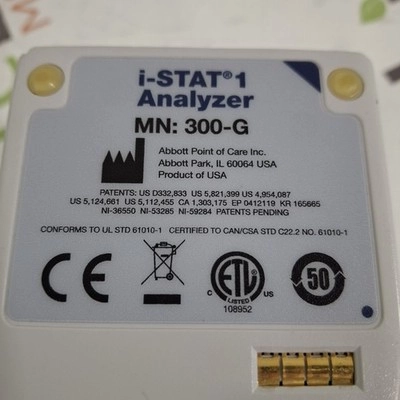 i-STAT®1
Analyzer
MN: 300-G
Abbott Point of Care Inc.
Abbott Park, IL 60064 USA
Product of USA
PATENTS: US D332,833 US 5,821,399 US 4,954,087
US 5,124,661 US 5,112,455 CA 1,303,175 EP 0412119 KR 165665
NI-36550 NI-53285 NI-59284 PATENTS PENDING
CONFORMS TO UL STD 61010-1 CERTIFIED TO CAN/CSA STD C22.2 NO. 61010-1
CE
C ETL US
LISTED
108952
50